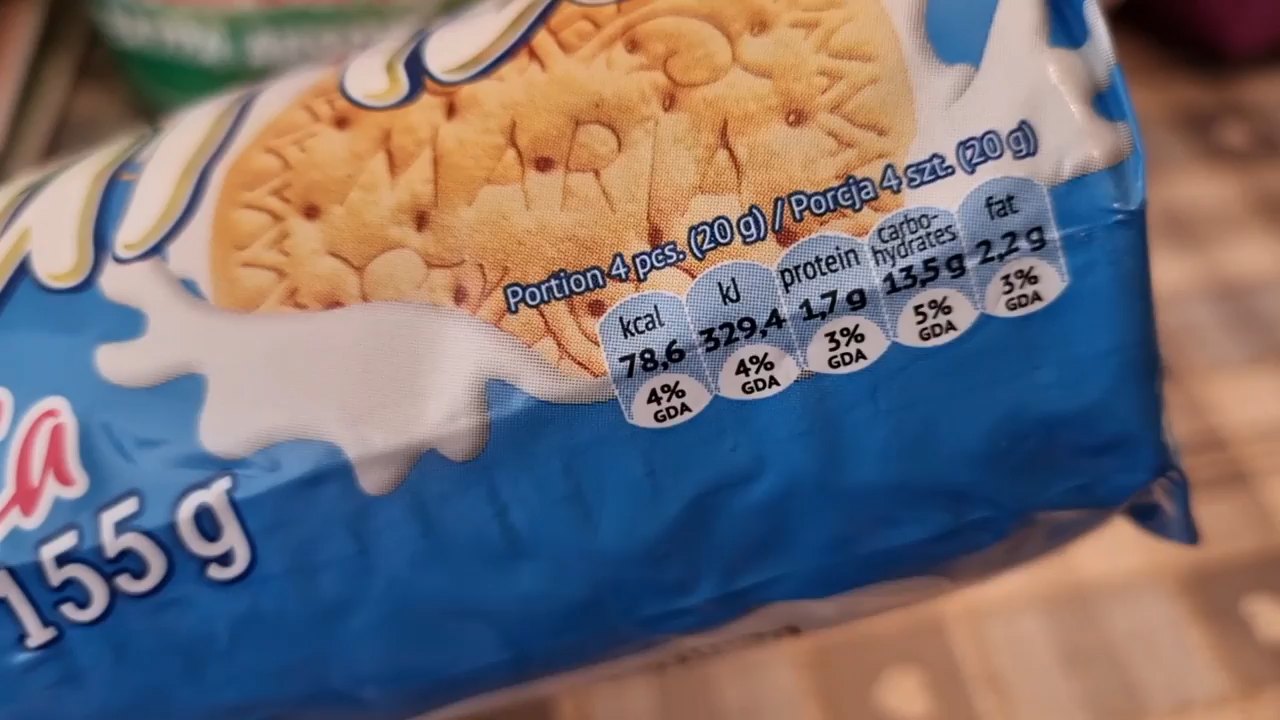 MARIA
Portion 4 pcs. (20 g) / Porcja 4 szt. (20 g)
kcal
78,6
4%
GDA
kJ
329,4
4%
GDA
protein
1,7 g
3%
GDA
carbo-
hydrates
13,5 g
5%
GDA
fat
2,2 g
3%
GDA
155 g